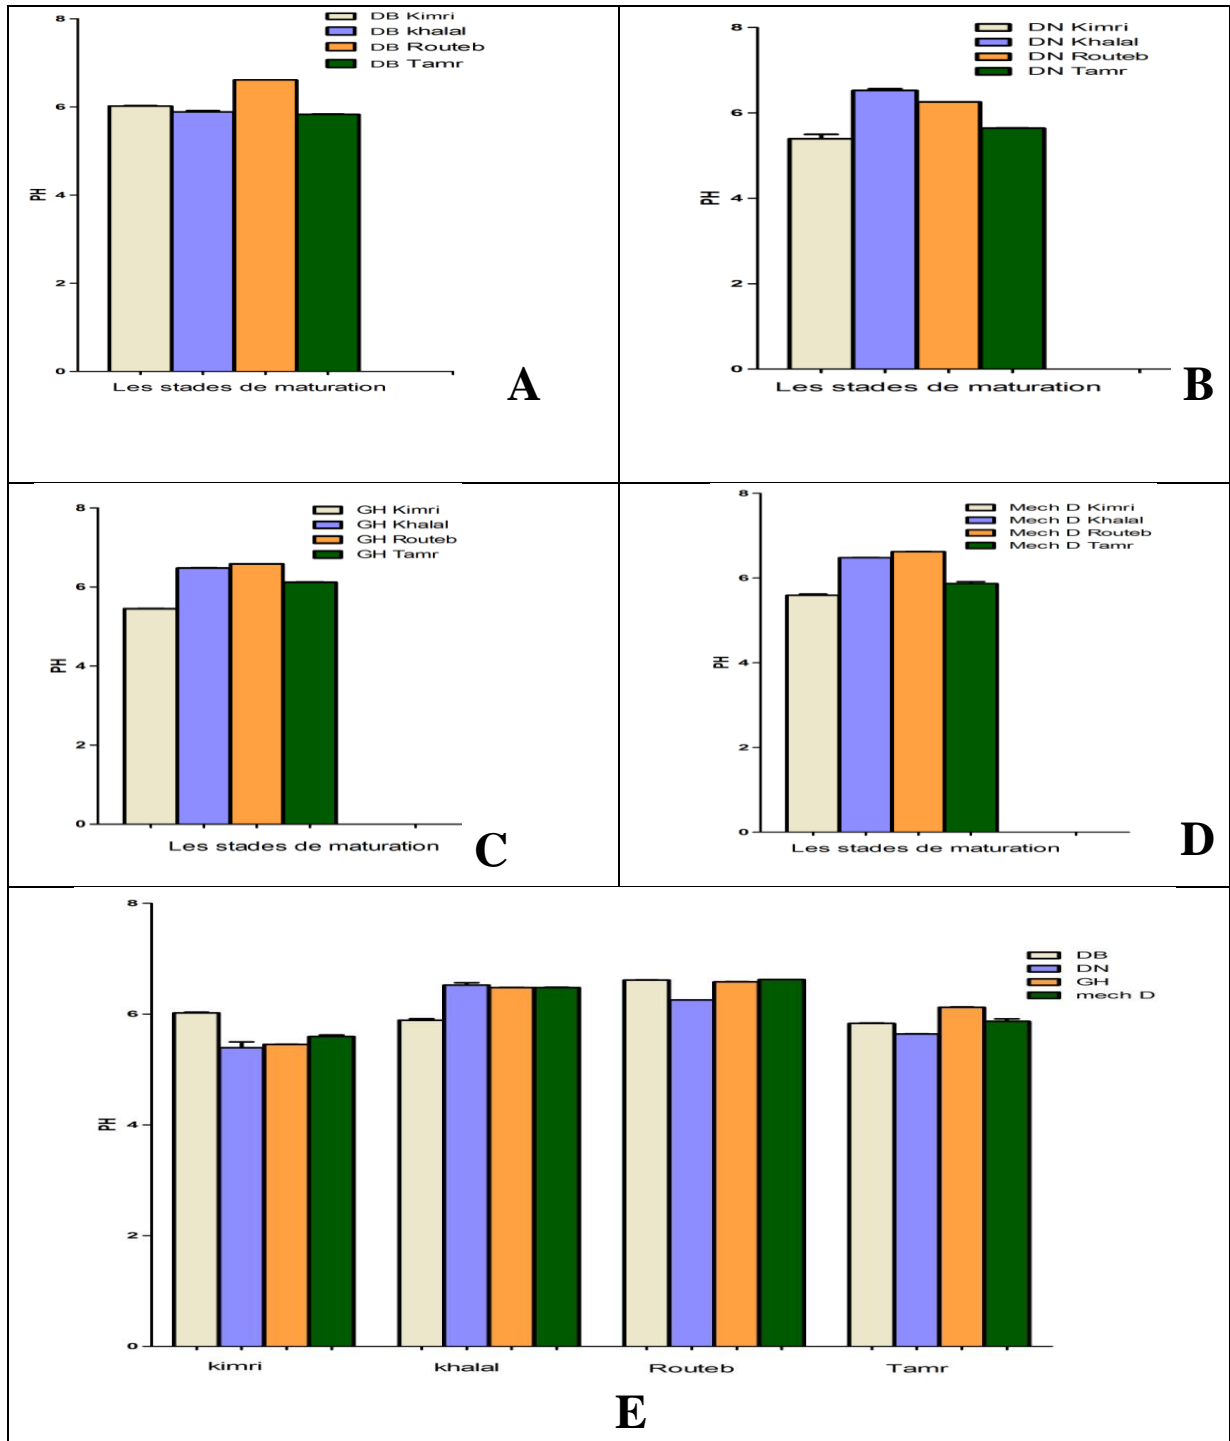 DB Kimri
DB khalal
DB Routeb
DB Tamr
8
6
4
2
0
PH
Les stades de maturation
A
DN Kimri
DN Khalal
DN Routeb
DN Tamr
8
6
4
2
0
PH
Les stades de maturation
B
GH Kimri
GH Khalal
GH Routeb
GH Tamr
8
6
4
2
0
PH
Les stades de maturation
C
Mech D Kimri
Mech D Khalal
Mech D Routeb
Mech D Tamr
8
6
4
2
0
PH
Les stades de maturation
D
DB
DN
GH
mech D
8
6
4
2
0
PH
kimri khalal Routeb Tamr
E